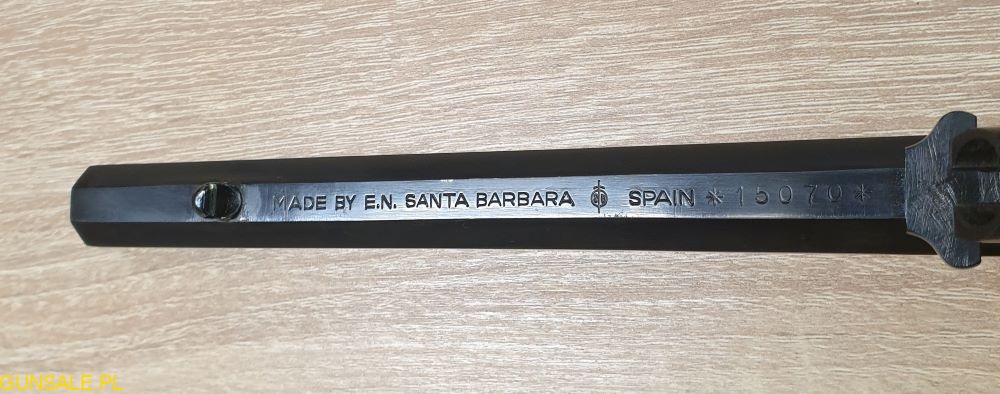 MADE BY E.N. SANTA BARBARA SPAIN *15070*
GUNSALE.PL